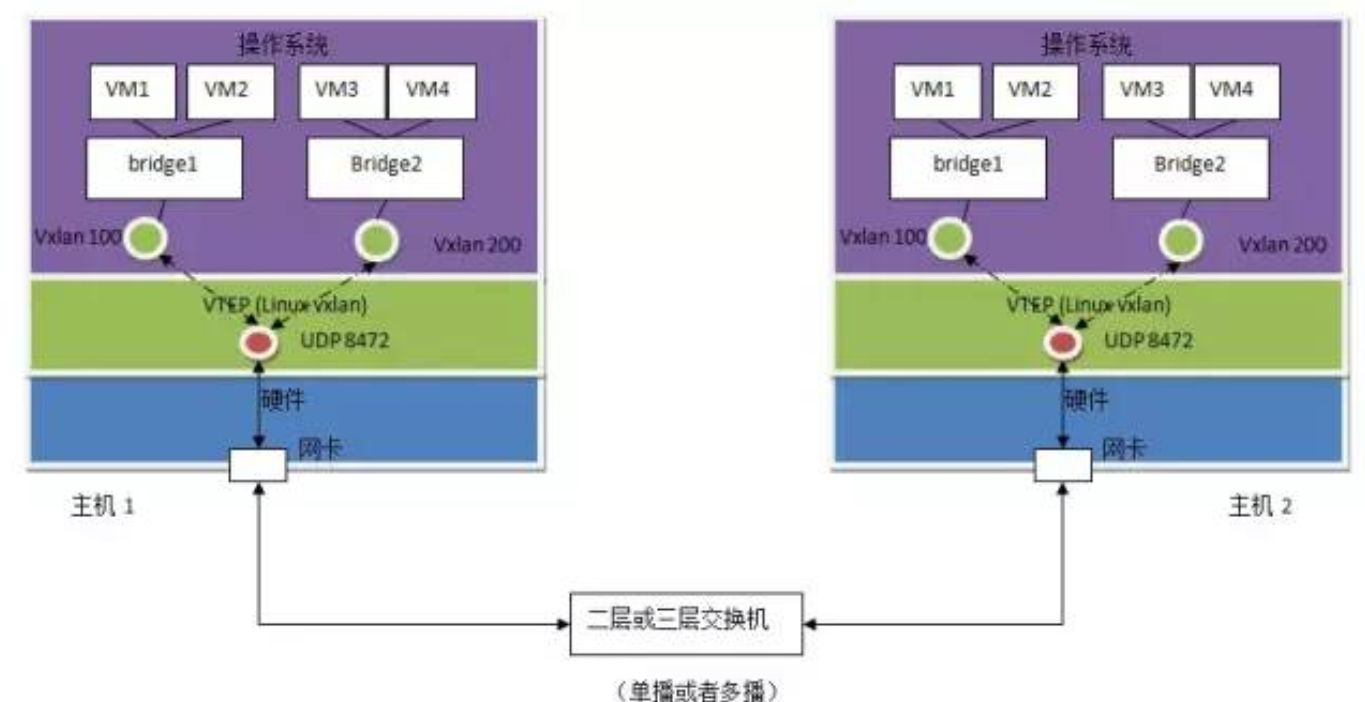 操作系统
VM1 VM2 VM3 VM4
bridge1 Bridge2
Vxlan 100 Vxlan 200
VTEP (Linux vxlan)
UDP 8472
硬件
网卡
主机 1
操作系统
VM1 VM2 VM3 VM4
bridge1 Bridge2
Vxlan 100 Vxlan 200
VTEP (Linux vxlan)
UDP 8472
硬件
网卡
主机 2
二层或三层交换机
（单播或者多播）